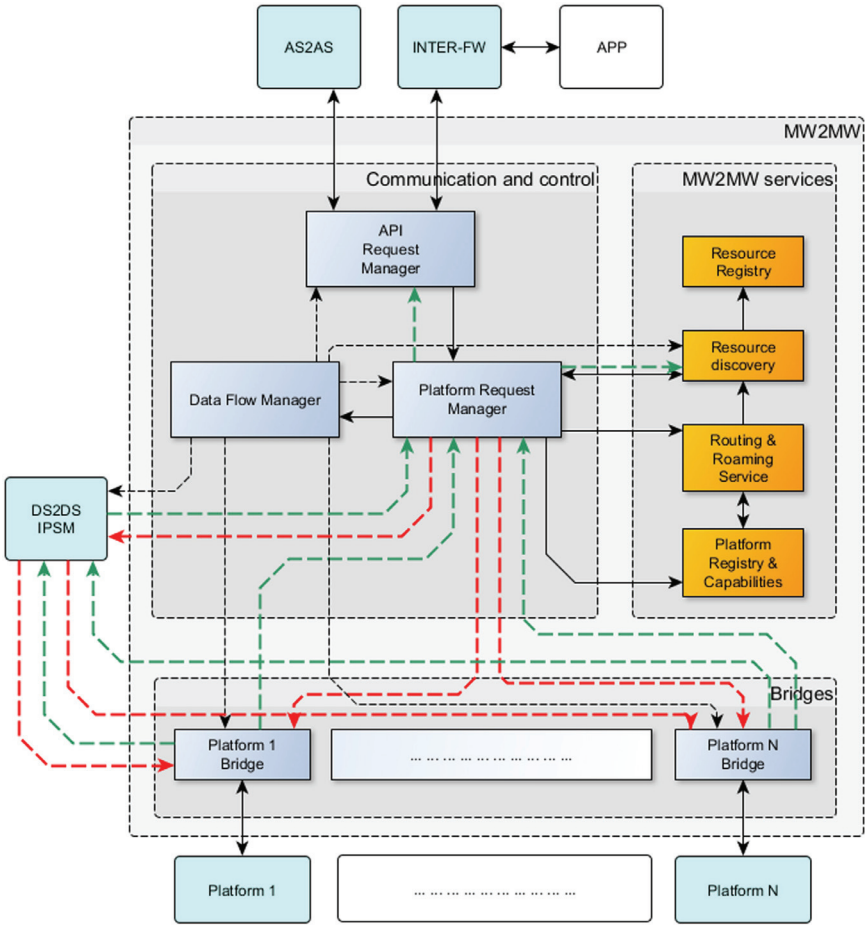 AS2AS
INTER-FW
APP
MW2MW
Communication and control
MW2MW services
API
Request
Manager
Resource
Registry
Resource
discovery
Data Flow Manager
Platform Request
Manager
Routing &
Roaming
Service
DS2DS
IPSM
Platform
Registry &
Capabilities
Bridges
Platform 1
Bridge
... ... ... ... ... ... ... ... ... ...
Platform N
Bridge
Platform 1
... ... ... ... ... ... ... ... ... ...
Platform N